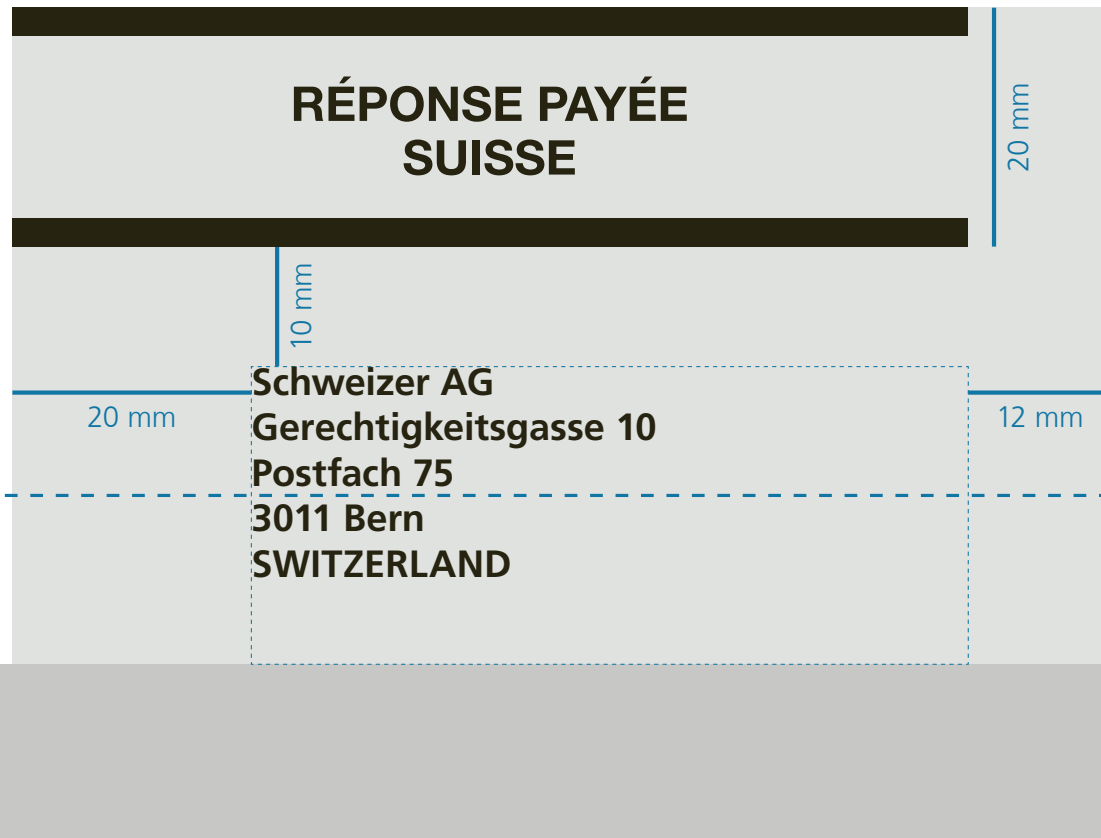 RÉPONSE PAYÉE
SUISSE
20 mm
10 mm
Schweizer AG
20 mm
12 mm
Gerechtigkeitsgasse 10
Postfach 75
3011 Bern
SWITZERLAND